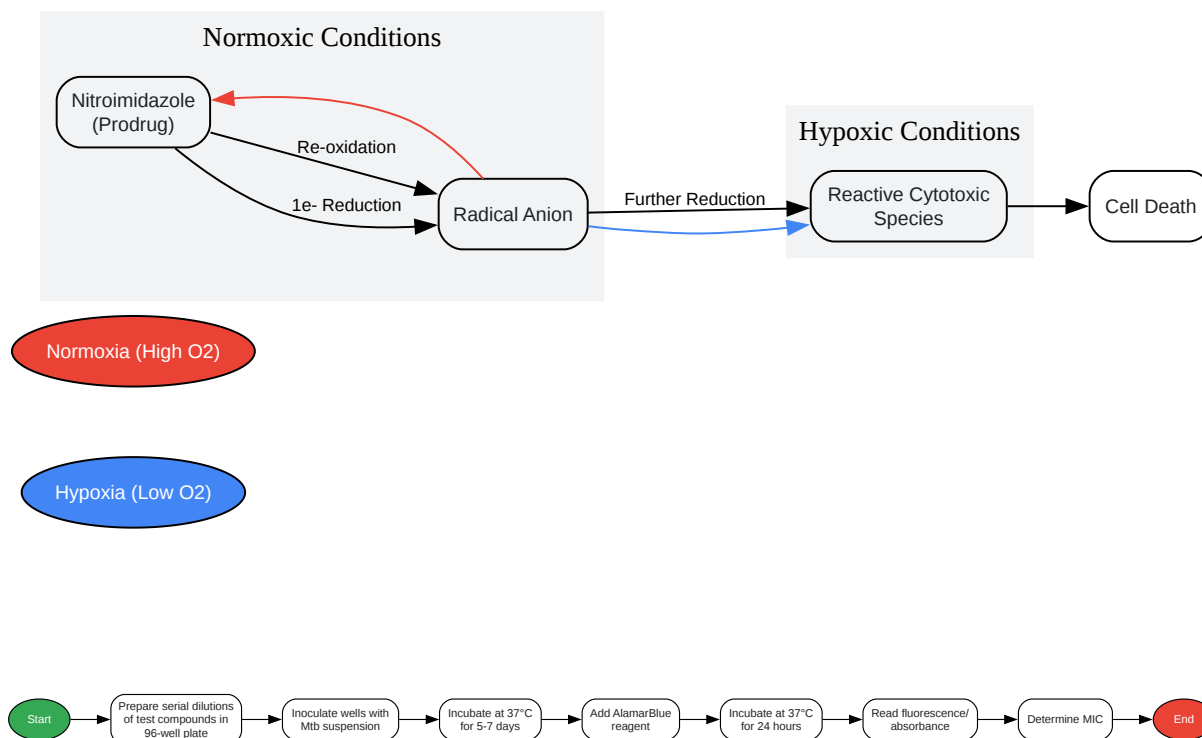 Normoxic Conditions
Nitroimidazole
(Prodrug)
Re-oxidation
1e- Reduction
Radical Anion
Further Reduction
Hypoxic Conditions
Reactive Cytotoxic
Species
Cell Death
Normoxia (High O2)
Hypoxia (Low O2)
Start
Prepare serial dilutions
of test compounds in
96-well plate
Inoculate wells with
Mtb suspension
Incubate at 37°C
for 5-7 days
Add AlamarBlue
reagent
Incubate at 37°C
for 24 hours
Read fluorescence/
absorbance
Determine MIC
End